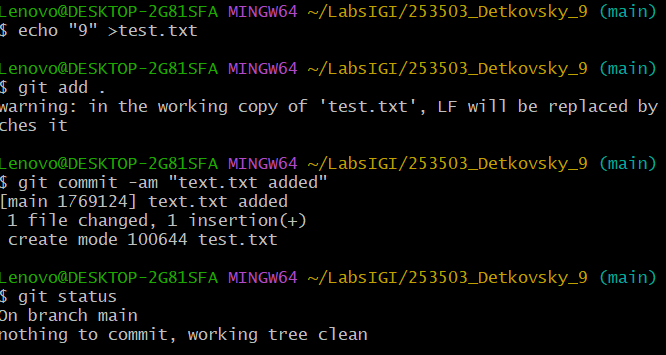 Lenovo@DESKTOP-2G81SFA MINGW64 ~/LabsIGI/253503_Detkovsky_9 (main)
$ echo "9" >test.txt
Lenovo@DESKTOP-2G81SFA MINGW64 ~/LabsIGI/253503_Detkovsky_9 (main)
$ git add .
warning: in the working copy of 'test.txt', LF will be replaced by
ches it
Lenovo@DESKTOP-2G81SFA MINGW64 ~/LabsIGI/253503_Detkovsky_9 (main)
$ git commit -am "text.txt added"
[main 1769124] text.txt added
1 file changed, 1 insertion(+)
create mode 100644 test.txt
Lenovo@DESKTOP-2G81SFA MINGW64 ~/LabsIGI/253503_Detkovsky_9 (main)
$ git status
On branch main
nothing to commit, working tree clean